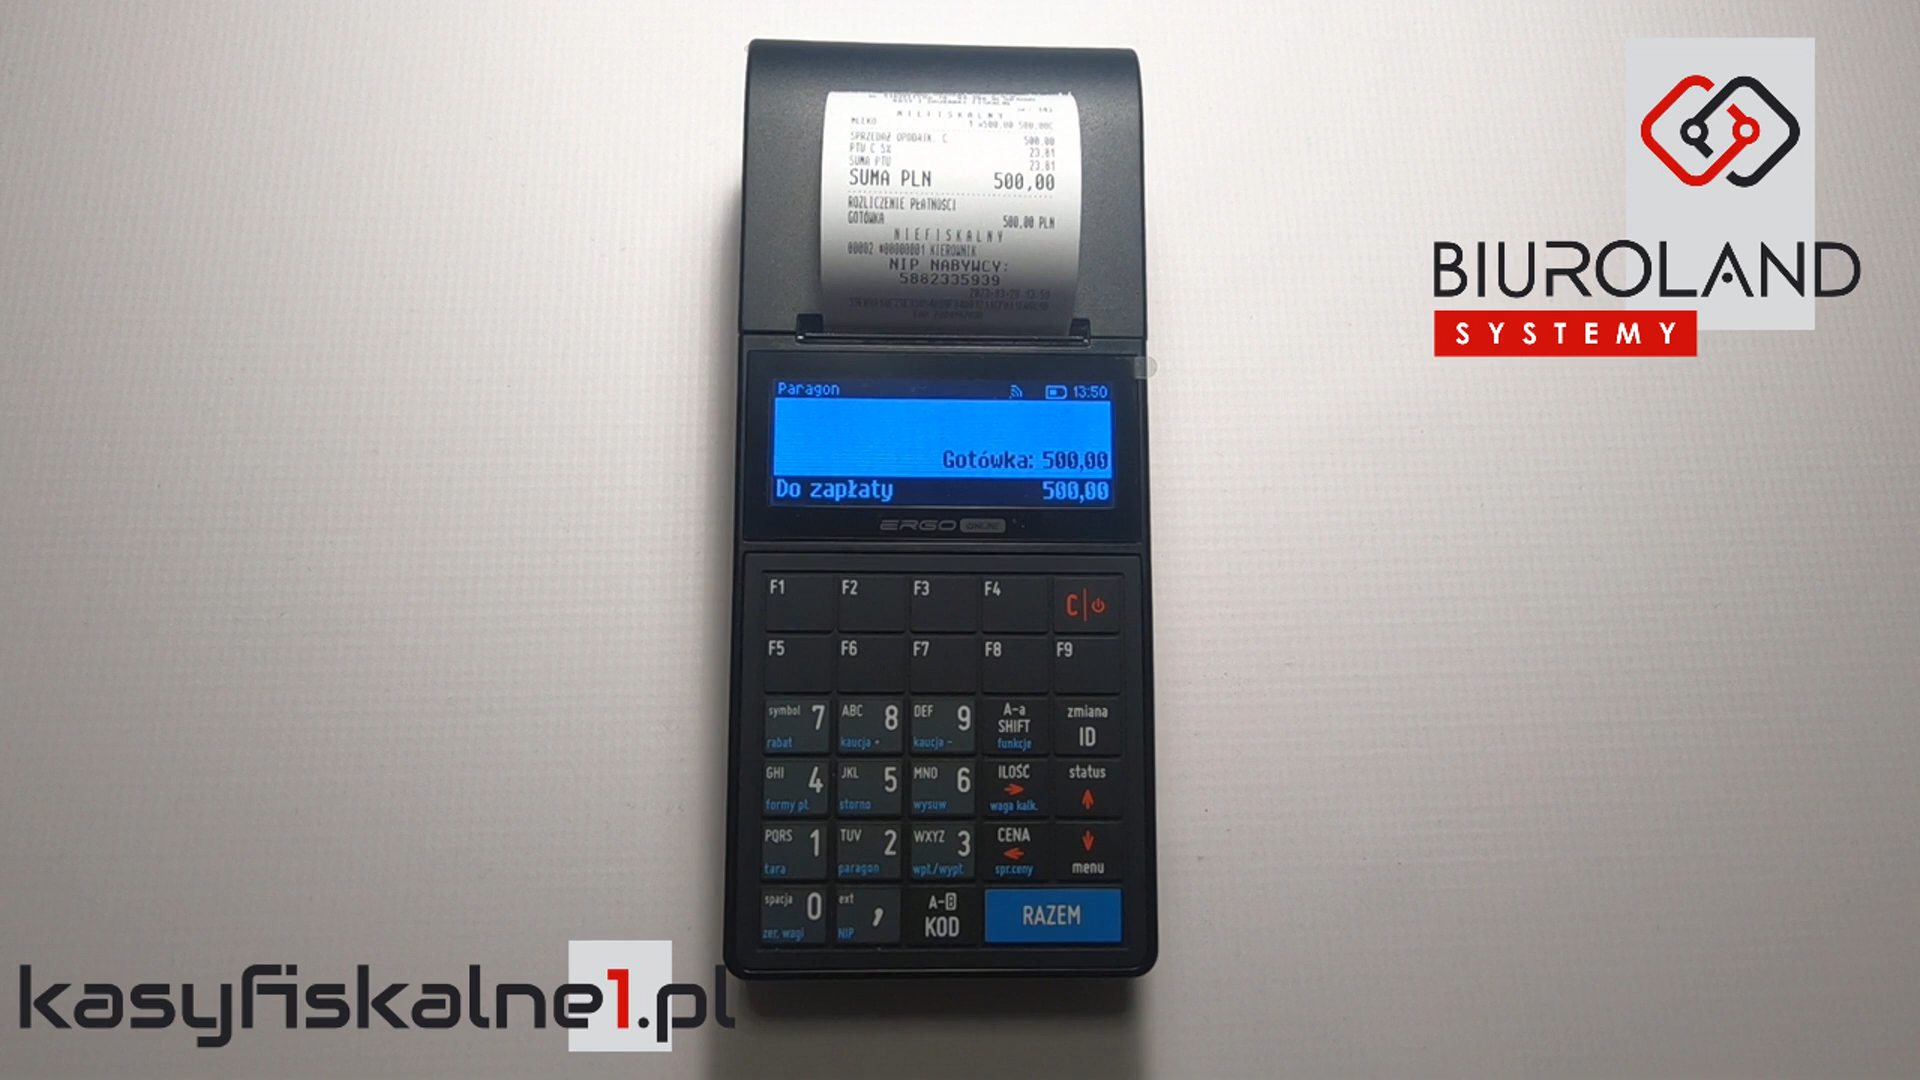 NIEFISKALNY
MLEKO 1 x500,00 500,00C
SPRZEDAŻ OPODATK. C 500,00
PTU C 5% 23,81
SUMA PTU 23,81
SUMA PLN 500,00
ROZLICZENIE PŁATNOŚCI
GOTÓWKA 500,00 PLN
NIEFISKALNY
00002 #00000001 KIEROWNIK
NIP NABYWCY:
5882335939
13:50
BIUROLAND
SYSTEMY
Paragon 13:50
Gotówka: 500,00
Do zapłaty 500,00
ERGO ONLINE
F1 F2 F3 F4 C
F5 F6 F7 F8 F9
symbol 7 ABC 8 DEF 9 A-a SHIFT zmiana ID
rabat kaucja + kaucja - funkcje
GHI 4 JKL 5 MNO 6 ILOŚĆ status
formy pł. storno wysuw waga kalk.
PQRS 1 TUV 2 WXYZ 3 CENA
tara paragon wpł./wypł. spr.ceny menu
spacja 0 ext , A-B KOD RAZEM
zer. wagi NIP
kasyfiskalne1.pl